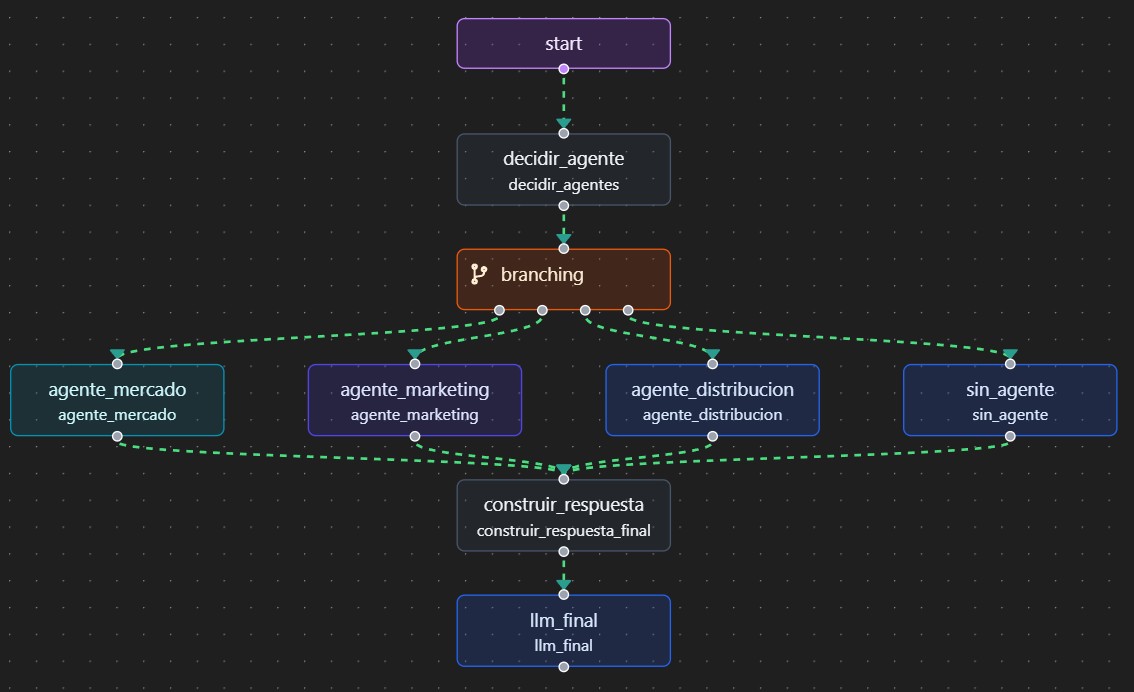 start
decidir_agente
decidir_agentes
branching
agente_mercado
agente_mercado
agente_marketing
agente_marketing
agente_distribucion
agente_distribucion
sin_agente
sin_agente
construir_respuesta
construir_respuesta_final
llm_final
llm_final